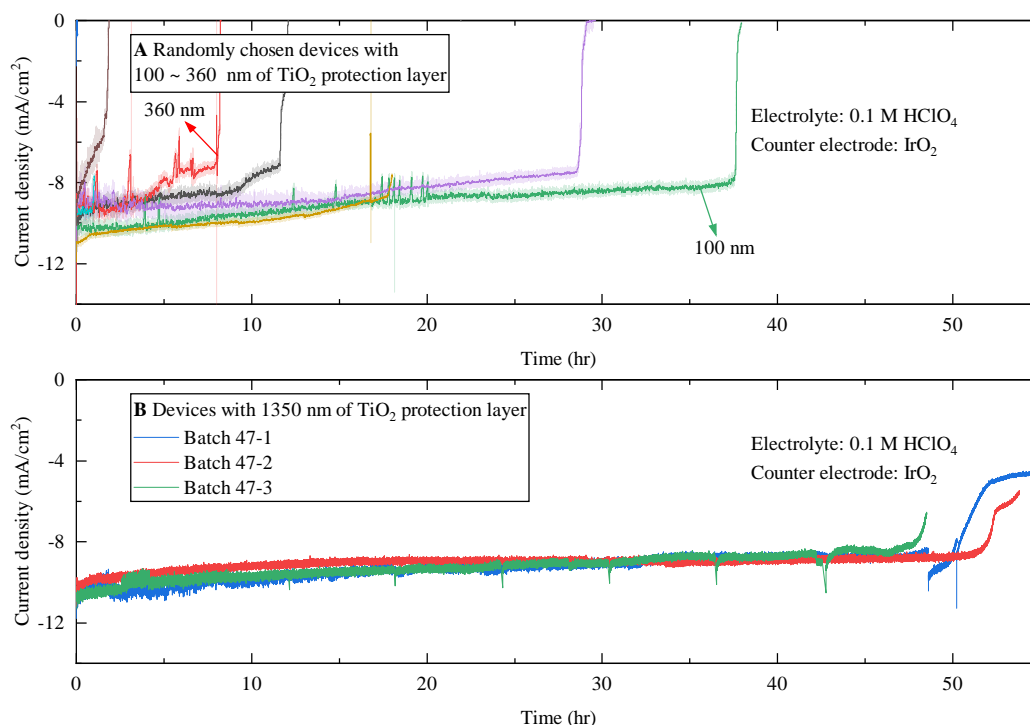 0
-4
-8
-12
Current density (mA/cm²)
A Randomly chosen devices with
100 ~ 360 nm of TiO₂ protection layer
360 nm
Electrolyte: 0.1 M HClO₄
Counter electrode: IrO₂
100 nm
0 10 20 30 40 50
Time (hr)
0
-4
-8
-12
Current density (mA/cm²)
B Devices with 1350 nm of TiO₂ protection layer
Batch 47-1
Batch 47-2
Batch 47-3
Electrolyte: 0.1 M HClO₄
Counter electrode: IrO₂
0 10 20 30 40 50
Time (hr)